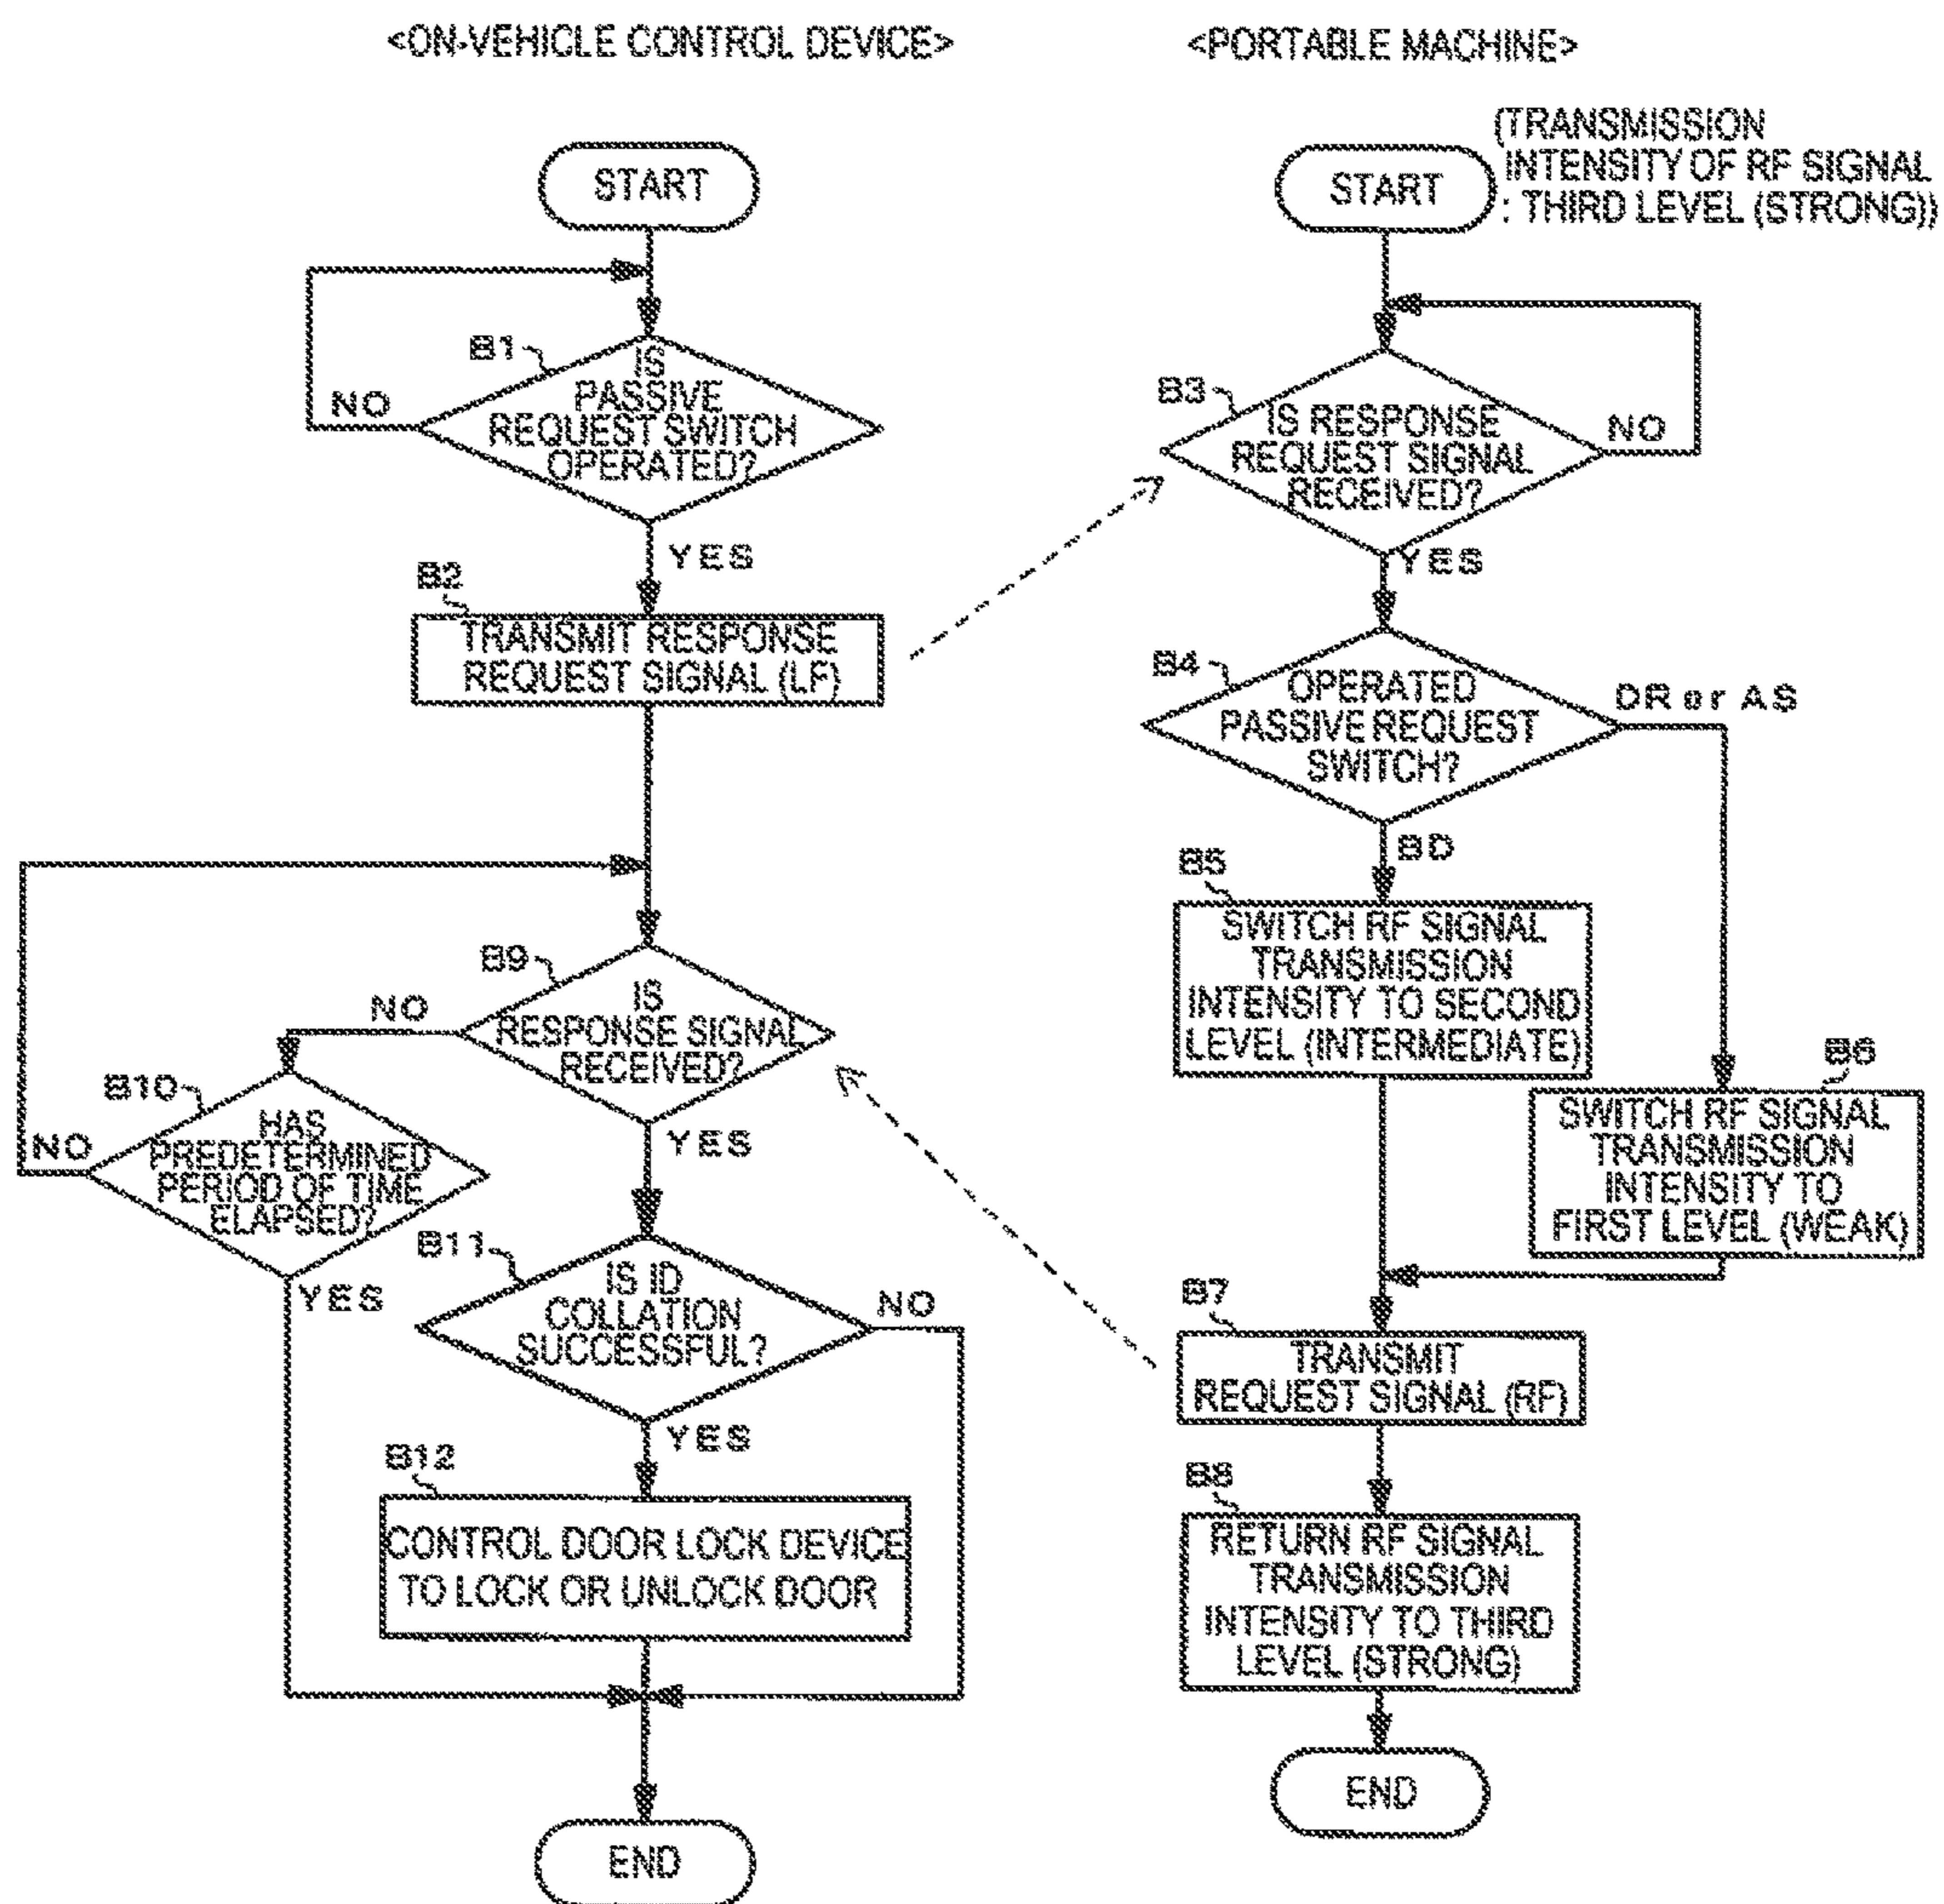 <ON-VEHICLE CONTROL DEVICE>
START
B1
IS
PASSIVE
REQUEST SWITCH
OPERATED?
NO
YES
B2
TRANSMIT RESPONSE
REQUEST SIGNAL (LF)
B9
IS
RESPONSE SIGNAL
RECEIVED?
NO
YES
B10
HAS
PREDETERMINED
PERIOD OF TIME
ELAPSED?
NO
YES
B11
IS ID
COLLATION
SUCCESSFUL?
NO
YES
B12
CONTROL DOOR LOCK DEVICE
TO LOCK OR UNLOCK DOOR
END
<PORTABLE MACHINE>
START
(TRANSMISSION
INTENSITY OF RF SIGNAL
: THIRD LEVEL (STRONG))
B3
IS RESPONSE
REQUEST SIGNAL
RECEIVED?
NO
YES
B4
OPERATED
PASSIVE REQUEST
SWITCH?
DR or AS
BD
B5
SWITCH RF SIGNAL
TRANSMISSION
INTENSITY TO SECOND
LEVEL (INTERMEDIATE)
B6
SWITCH RF SIGNAL
TRANSMISSION
INTENSITY TO
FIRST LEVEL (WEAK)
B7
TRANSMIT
REQUEST SIGNAL (RF)
B8
RETURN RF SIGNAL
TRANSMISSION
INTENSITY TO THIRD
LEVEL (STRONG)
END